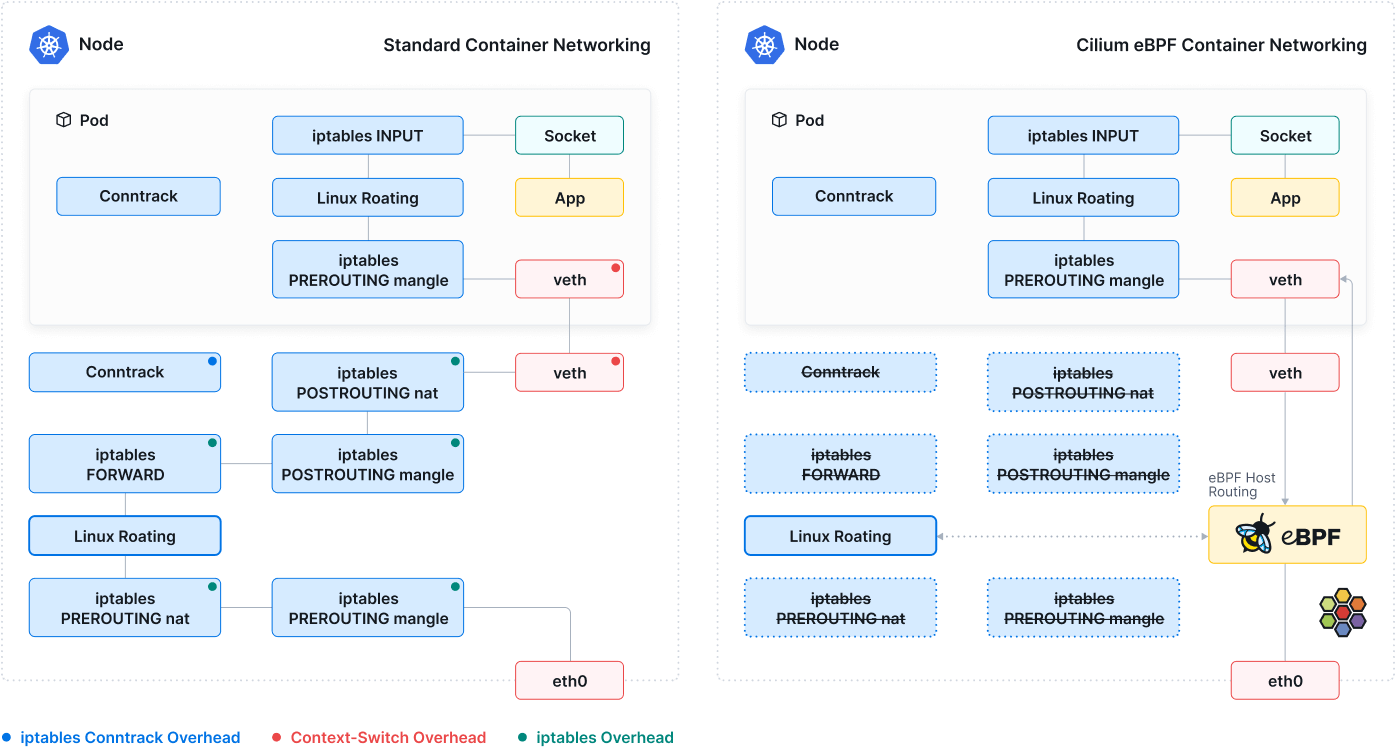 Node
Standard Container Networking
Pod
iptables INPUT
Socket
Conntrack
Linux Roating
App
iptables
PREROUTING mangle
veth
Conntrack
iptables
POSTROUTING nat
veth
iptables
FORWARD
iptables
POSTROUTING mangle
Linux Roating
iptables
PREROUTING nat
iptables
PREROUTING mangle
eth0
Node
Cilium eBPF Container Networking
Pod
iptables INPUT
Socket
Conntrack
Linux Roating
App
iptables
PREROUTING mangle
veth
Conntrack
iptables
POSTROUTING nat
veth
iptables
FORWARD
iptables
POSTROUTING mangle
eBPF Host
Routing
Linux Roating
eBPF
iptables
PREROUTING nat
iptables
PREROUTING mangle
eth0
iptables Conntrack Overhead
Context-Switch Overhead
iptables Overhead